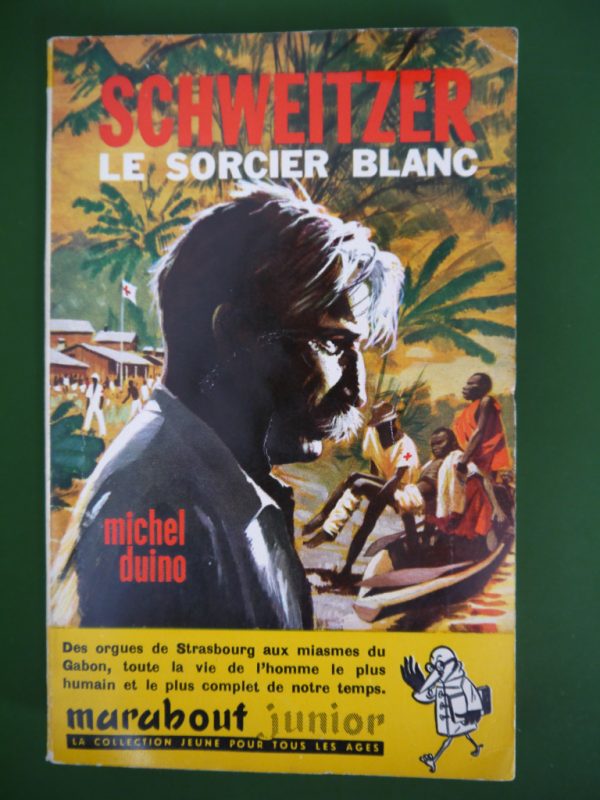 SCHWEITZER
LE SORCIER BLANC
michel
duino
Des orgues de Strasbourg aux miasmes du
Gabon, toute la vie de l'homme le plus
humain et le plus complet de notre temps.
marabout junior
LA COLLECTION JEUNE POUR TOUS LES AGES